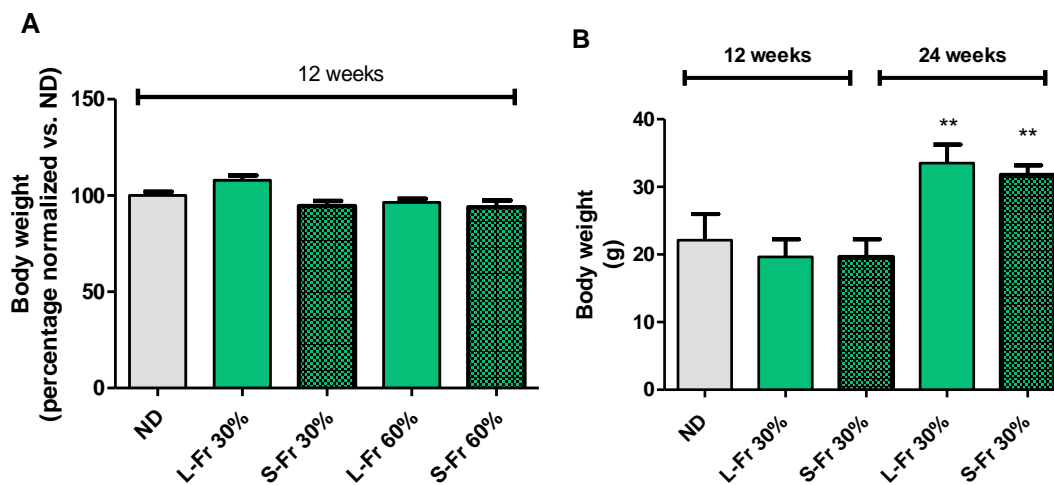 A
12 weeks
Body weight
(percentage normalized vs. ND)
150
100
50
0
ND
L-Fr 30%
S-Fr 30%
L-Fr 60%
S-Fr 60%
B
12 weeks
24 weeks
Body weight
(g)
40
30
20
10
0
**
**
ND
L-Fr 30%
S-Fr 30%
L-Fr 30%
S-Fr 30%